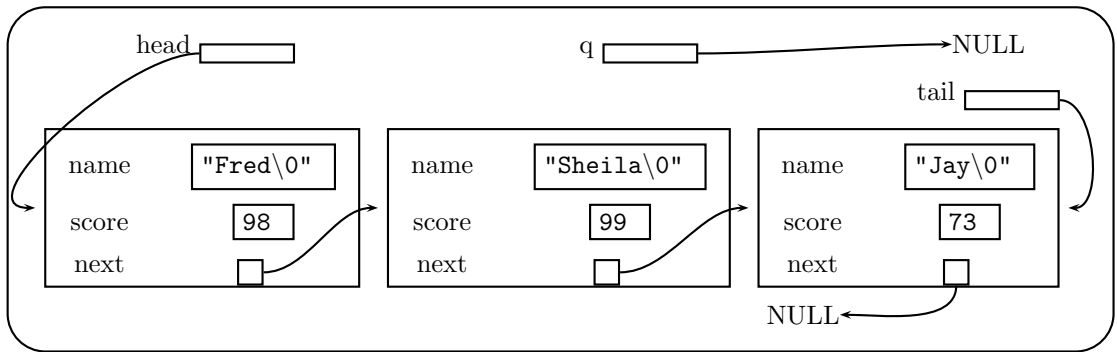 head q NULL
tail
name "Fred\0" name "Sheila\0" name "Jay\0"
score 98 score 99 score 73
next next next
NULL